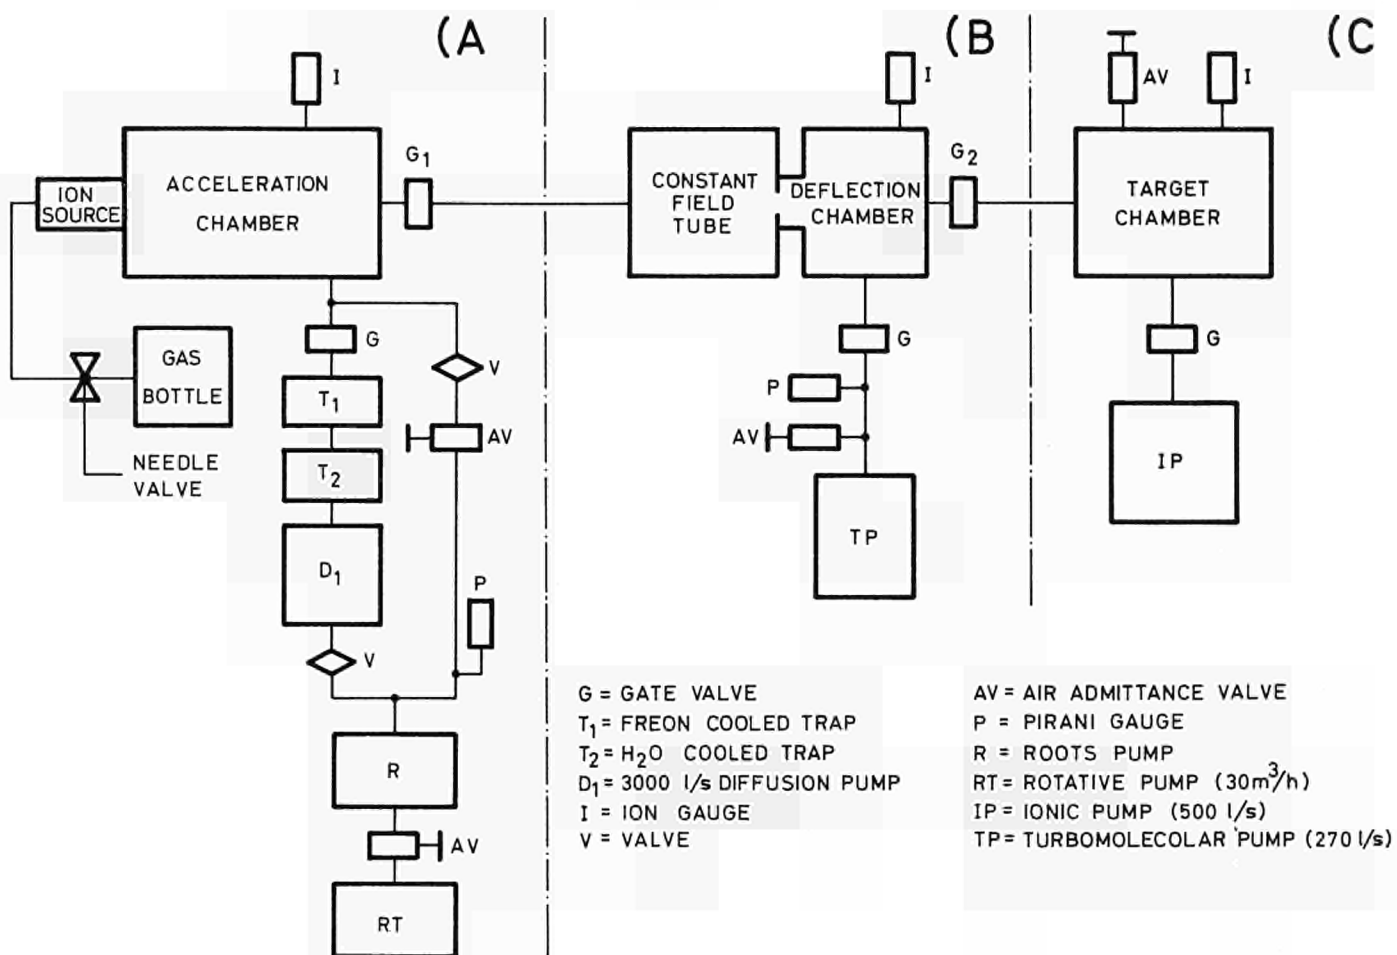 (A
(B
(C
I
I
AV
I
G1
G2
ION
SOURCE
ACCELERATION
CHAMBER
CONSTANT
FIELD
TUBE
DEFLECTION
CHAMBER
TARGET
CHAMBER
GAS
BOTTLE
NEEDLE
VALVE
G
V
T1
AV
T2
D1
P
V
R
AV
RT
G
P
AV
TP
G
IP
G = GATE VALVE
T1 = FREON COOLED TRAP
T2 = H2O COOLED TRAP
D1 = 3000 l/s DIFFUSION PUMP
I = ION GAUGE
V = VALVE
AV = AIR ADMITTANCE VALVE
P = PIRANI GAUGE
R = ROOTS PUMP
RT = ROTATIVE PUMP (30m³/h)
IP = IONIC PUMP (500 l/s)
TP = TURBOMOLECOLAR PUMP (270 l/s)